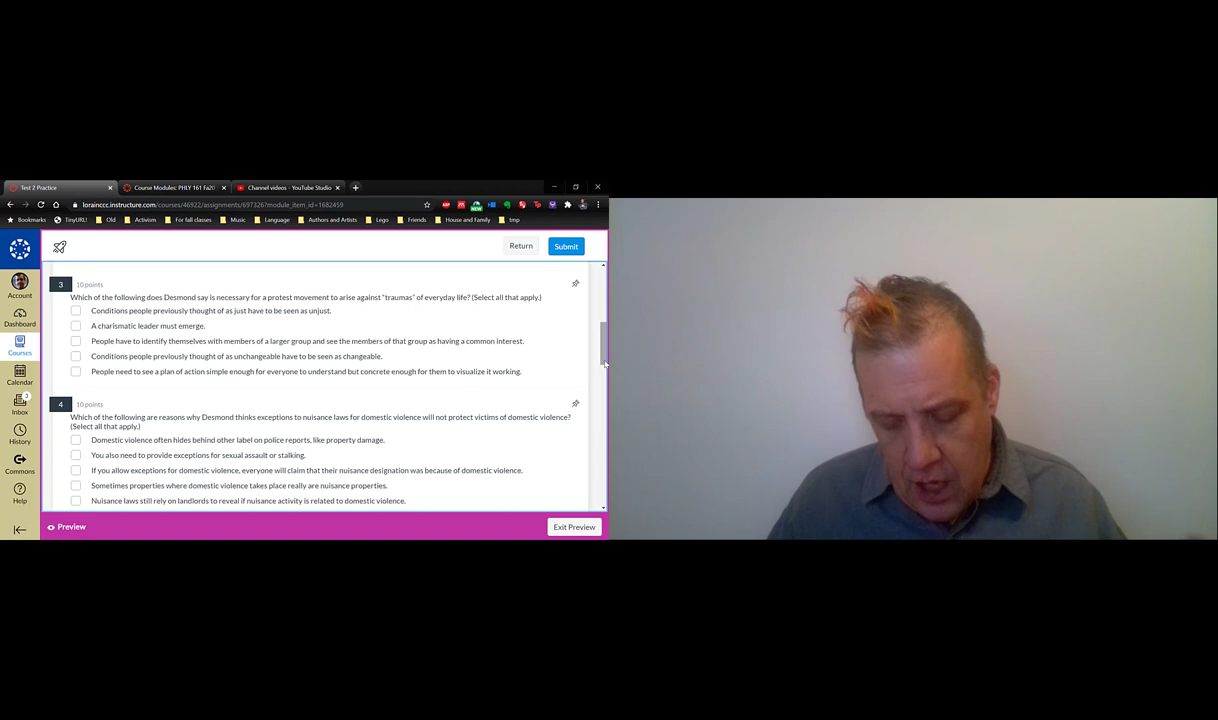 Test 2 Practice
Course Modules: PHLY 161 Fa20
Channel videos - YouTube Studio
lorainccc.instructure.com/courses/46922/assignments/697326?module_item_id=1682459
Bookmarks TinyURL! Old Activism For fall classes Music Language Authors and Artists Lego Friends House and Family tmp
Return Submit
Account
Dashboard
Courses
Calendar
Inbox
History
Commons
Help
3 10 points
Which of the following does Desmond say is necessary for a protest movement to arise against "traumas" of everyday life? (Select all that apply.)
Conditions people previously thought of as just have to be seen as unjust.
A charismatic leader must emerge.
People have to identify themselves with members of a larger group and see the members of that group as having a common interest.
Conditions people previously thought of as unchangeable have to be seen as changeable.
People need to see a plan of action simple enough for everyone to understand but concrete enough for them to visualize it working.
4 10 points
Which of the following are reasons why Desmond thinks exceptions to nuisance laws for domestic violence will not protect victims of domestic violence?
(Select all that apply.)
Domestic violence often hides behind other label on police reports, like property damage.
You also need to provide exceptions for sexual assault or stalking.
If you allow exceptions for domestic violence, everyone will claim that their nuisance designation was because of domestic violence.
Sometimes properties where domestic violence takes place really are nuisance properties.
Nuisance laws still rely on landlords to reveal if nuisance activity is related to domestic violence.
Preview Exit Preview